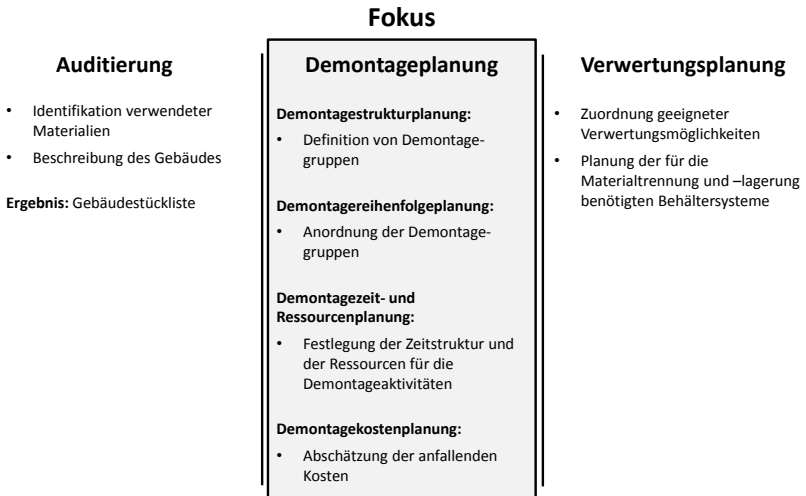 Fokus
Auditierung
• Identifikation verwendeter
Materialien
• Beschreibung des Gebäudes
Ergebnis: Gebäudestückliste
Demontageplanung
Demontagestrukturplanung:
• Definition von Demontage-
gruppen
Demontagereihenfolgeplanung:
• Anordnung der Demontage-
gruppen
Demontagezeit- und
Ressourcenplanung:
• Festlegung der Zeitstruktur und
der Ressourcen für die
Demontageaktivitäten
Demontagekostenplanung:
• Abschätzung der anfallenden
Kosten
Verwertungsplanung
• Zuordnung geeigneter
Verwertungsmöglichkeiten
• Planung der für die
Materialtrennung und –lagerung
benötigten Behältersysteme